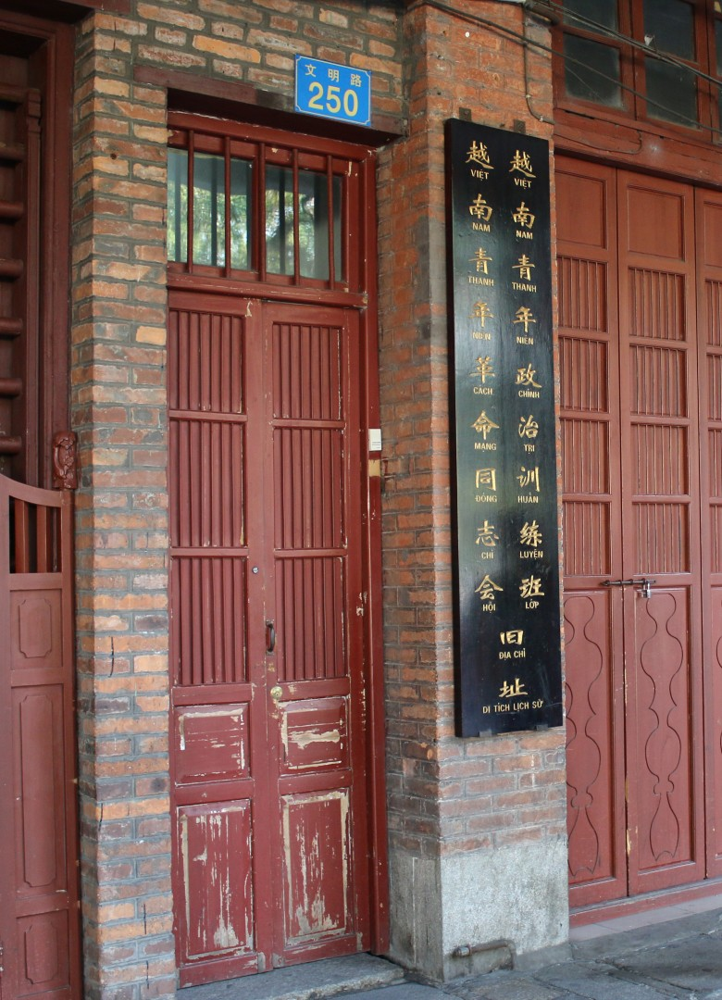 文明路
250
越南青年革命同志会
VIỆT NAM THANH NIÊN CÁCH MẠNG ĐỒNG CHÍ HỘI
越南青年政治训练班
VIỆT NAM THANH NIÊN CHÍNH TRỊ HUẤN LUYỆN LỚP
旧址
ĐỊA CHỈ
DI TÍCH LỊCH SỬ